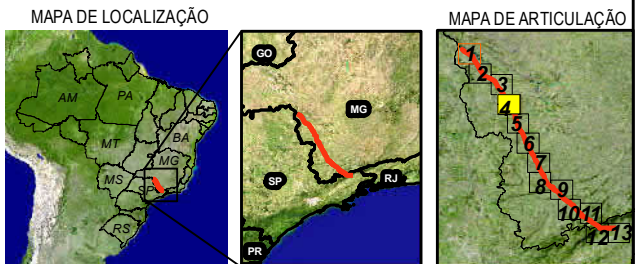 MAPA DE LOCALIZAÇÃO
AM
PA
MT
BA
MG
MS
SP
RS
GO
MG
SP
RJ
PR
MAPA DE ARTICULAÇÃO
1
2
3
4
5
6
7
8
9
10
11
12
13